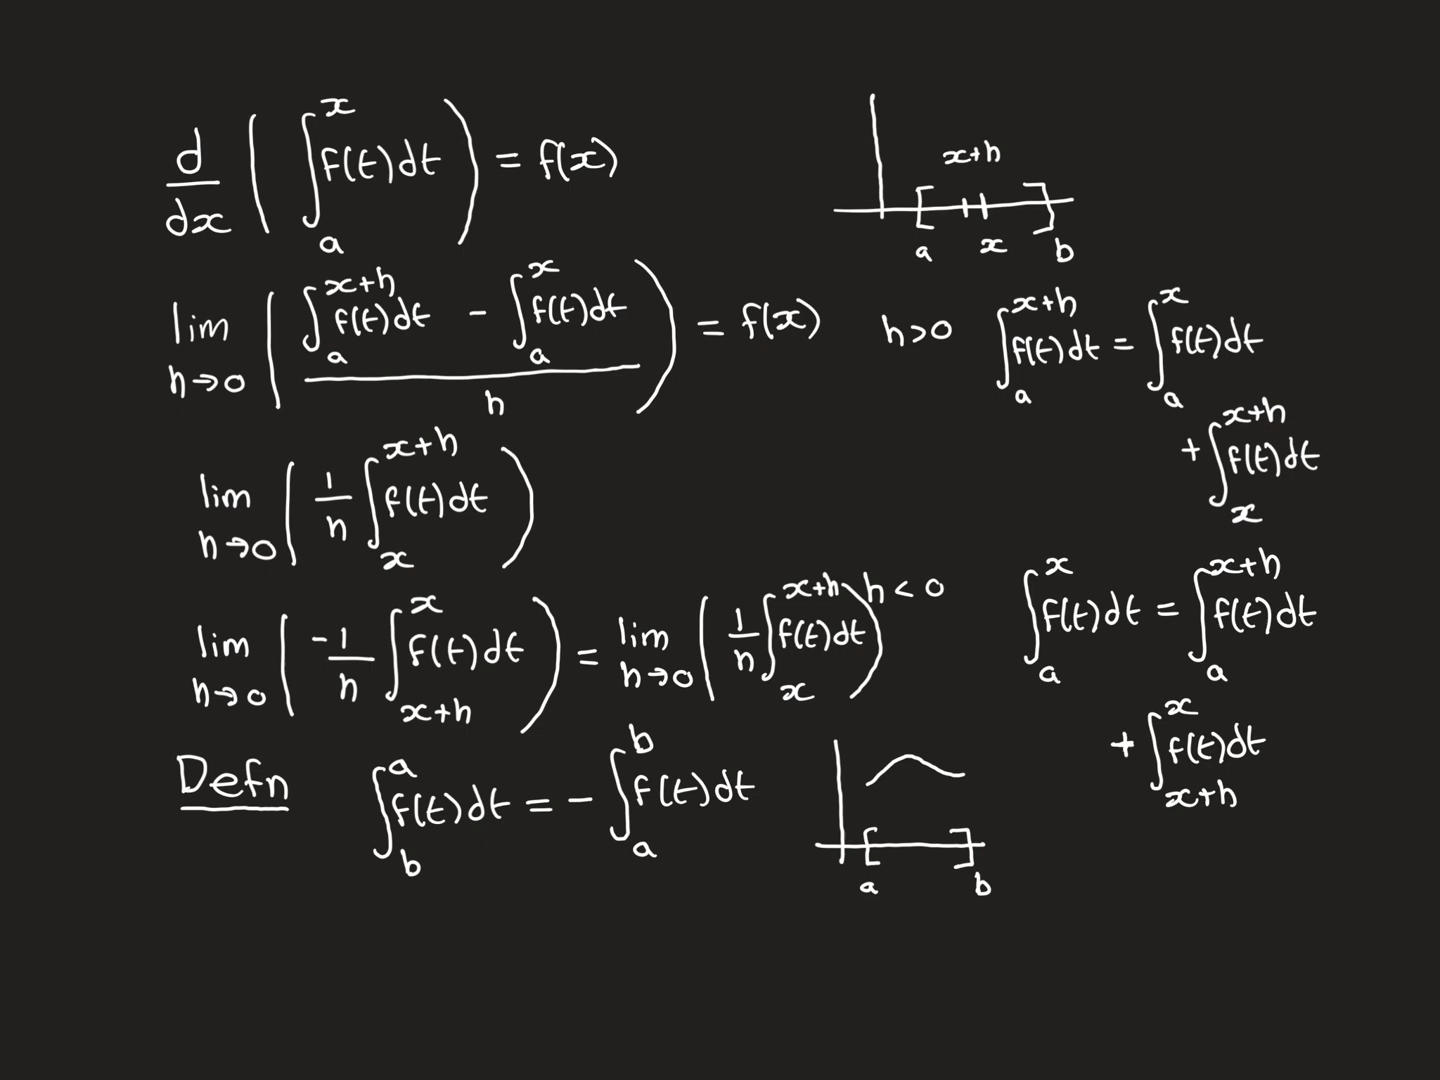 d/dx ( ∫_a^x f(t)dt ) = f(x)
x+h
a x b
lim_{h→0} ( ( ∫_a^{x+h} f(t)dt - ∫_a^x f(t)dt ) / h ) = f(x)
h>0 ∫_a^{x+h} f(t)dt = ∫_a^x f(t)dt
+ ∫_x^{x+h} f(t)dt
lim_{h→0} ( 1/h ∫_x^{x+h} f(t)dt )
lim_{h→0} ( -1/h ∫_{x+h}^x f(t)dt ) = lim_{h→0} ( 1/h ∫_x^{x+h} f(t)dt )
h<0 ∫_a^x f(t)dt = ∫_a^{x+h} f(t)dt
+ ∫_{x+h}^x f(t)dt
Defn ∫_b^a f(t)dt = - ∫_a^b f(t)dt
a b